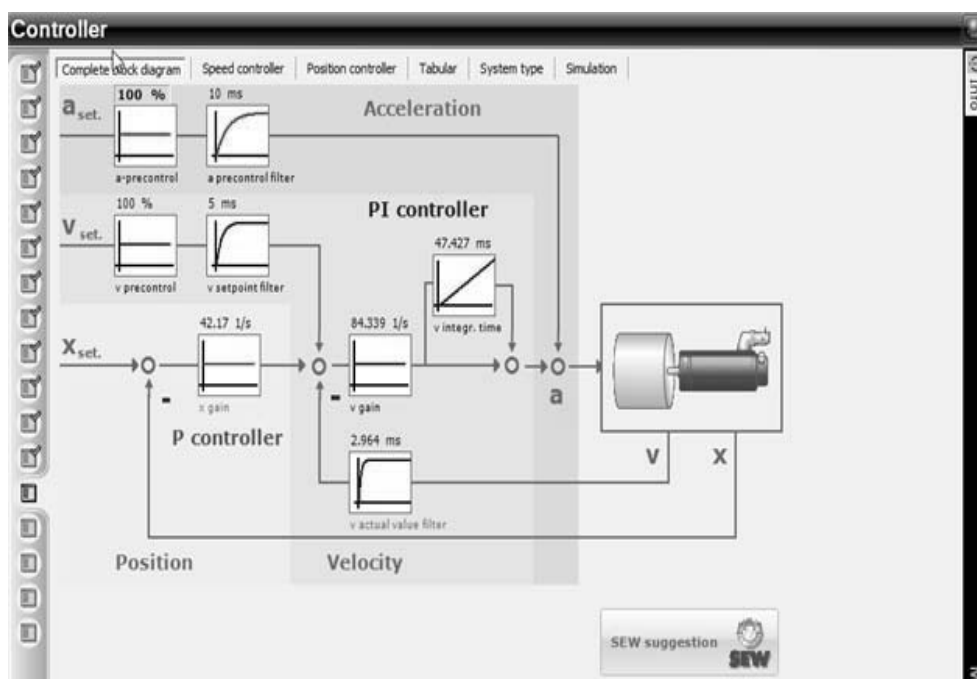 Controller
Complete block diagram Speed controller Position controller Tabular System type Simulation
Info
100 % 10 ms
Acceleration
a set.
a-precontrol a precontrol filter
100 % 5 ms
PI controller
v set.
47.427 ms
v precontrol v setpoint filter
v integr. time
42.17 1/s 84.339 1/s
x set.
a
- -
x gain v gain
P controller
2.964 ms
v x
v actual value filter
Position Velocity
SEW suggestion SEW